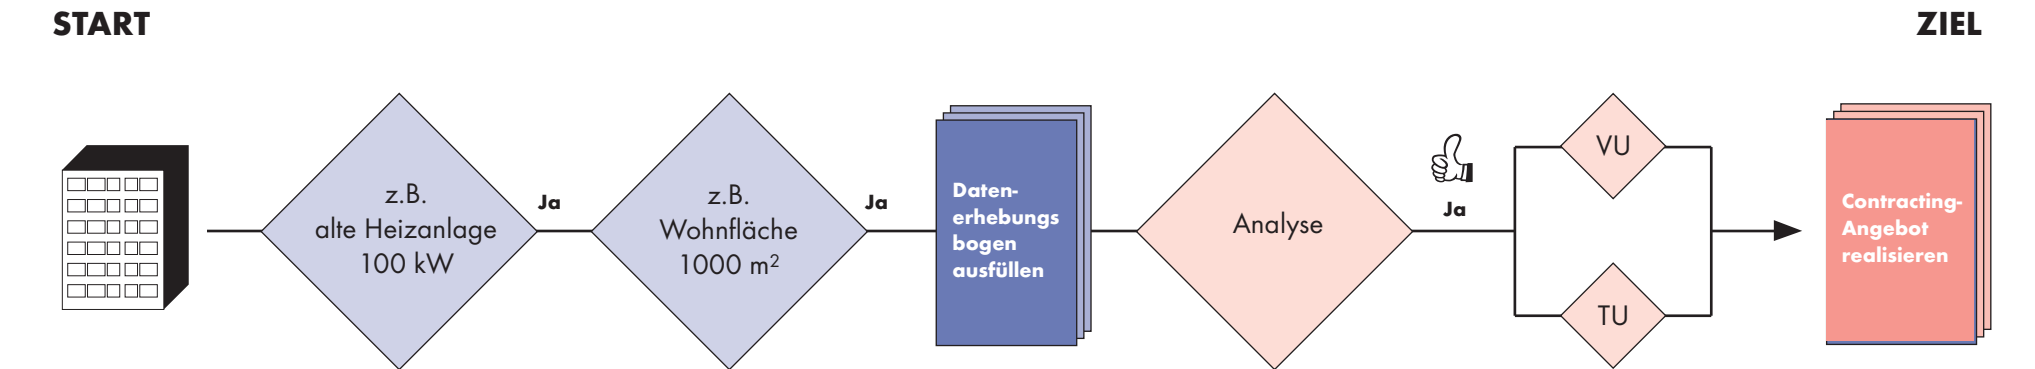 START
ZIEL
z.B.
alte Heizanlage
100 kW
Ja
z.B.
Wohnfläche
1000 m²
Ja
Daten-
erhebungs
bogen
ausfüllen
Analyse
Ja
VU
TU
Contracting-
Angebot
realisieren